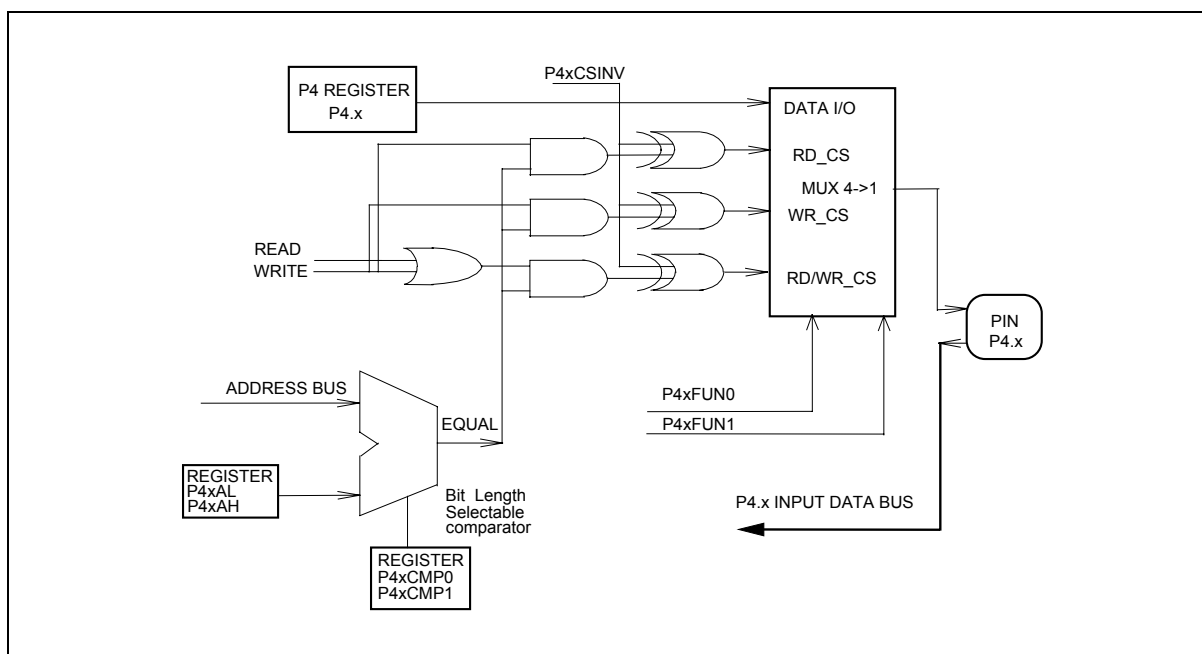 P4xCSINV
P4 REGISTER
P4.x
DATA I/O
RD_CS
MUX 4->1
WR_CS
READ
WRITE
RD/WR_CS
PIN
P4.x
ADDRESS BUS
P4xFUN0
P4xFUN1
EQUAL
REGISTER
P4xAL
P4xAH
Bit Length
Selectable
comparator
P4.x INPUT DATA BUS
REGISTER
P4xCMP0
P4xCMP1